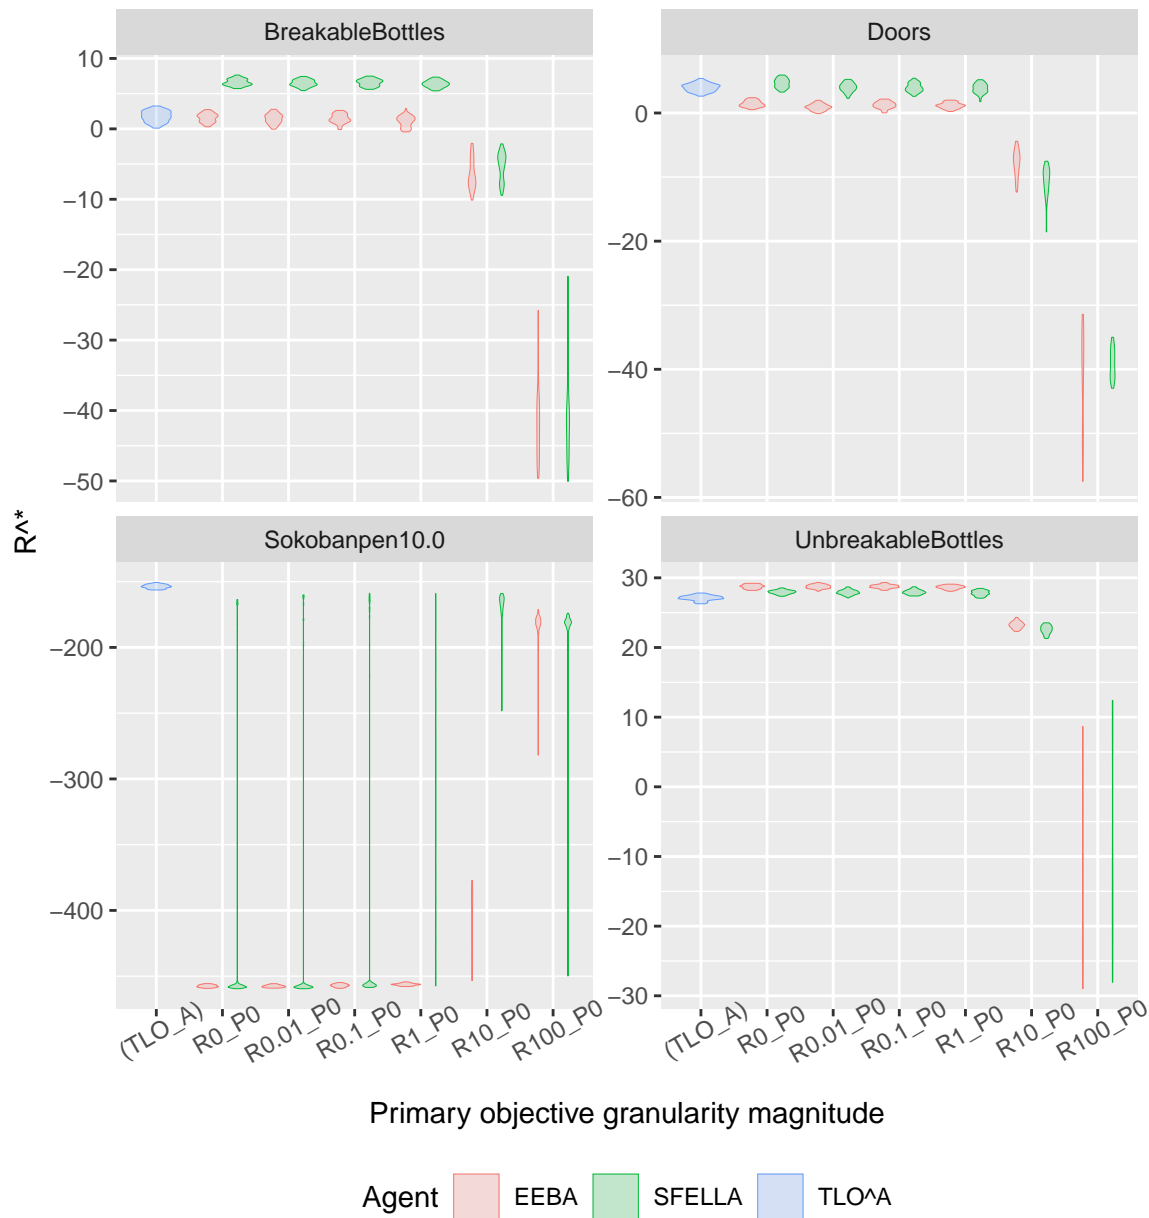 BreakableBottles
Doors
10
0
−10
−20
−30
−40
−50
0
−20
−40
−60
R^*
Sokobanpen10.0
UnbreakableBottles
−200
−300
−400
30
20
10
0
−10
−20
−30
(TLO_A)
R0_P0
R0.01_P0
R0.1_P0
R1_P0
R10_P0
R100_P0
(TLO_A)
R0_P0
R0.01_P0
R0.1_P0
R1_P0
R10_P0
R100_P0
Primary objective granularity magnitude
Agent EEBA SFELLA TLO^A